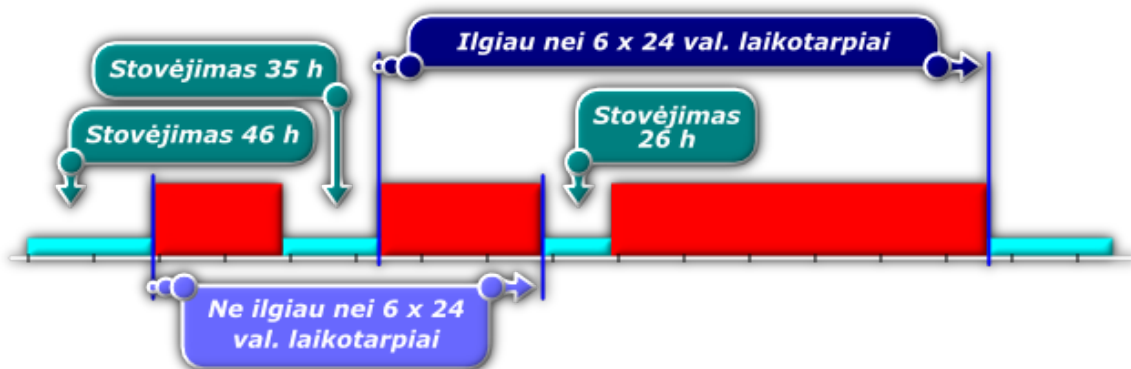 Ilgiau nei 6 x 24 val. laikotarpiai
Stovėjimas 35 h
Stovėjimas 46 h
Stovėjimas
26 h
Ne ilgiau nei 6 x 24
val. laikotarpiai